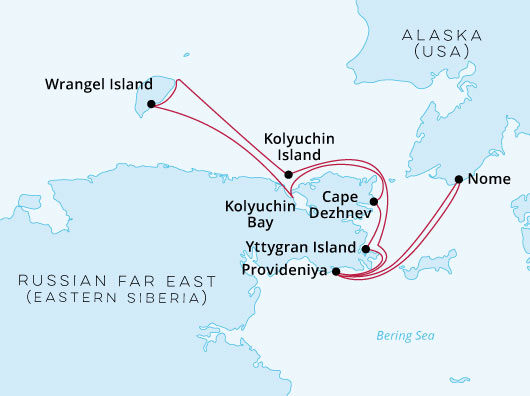 ALASKA
(USA)
Wrangel Island
Kolyuchin
Island
Nome
Cape
Dezhnev
Kolyuchin
Bay
Yttygran Island
Provideniya
RUSSIAN FAR EAST
(EASTERN SIBERIA)
Bering Sea